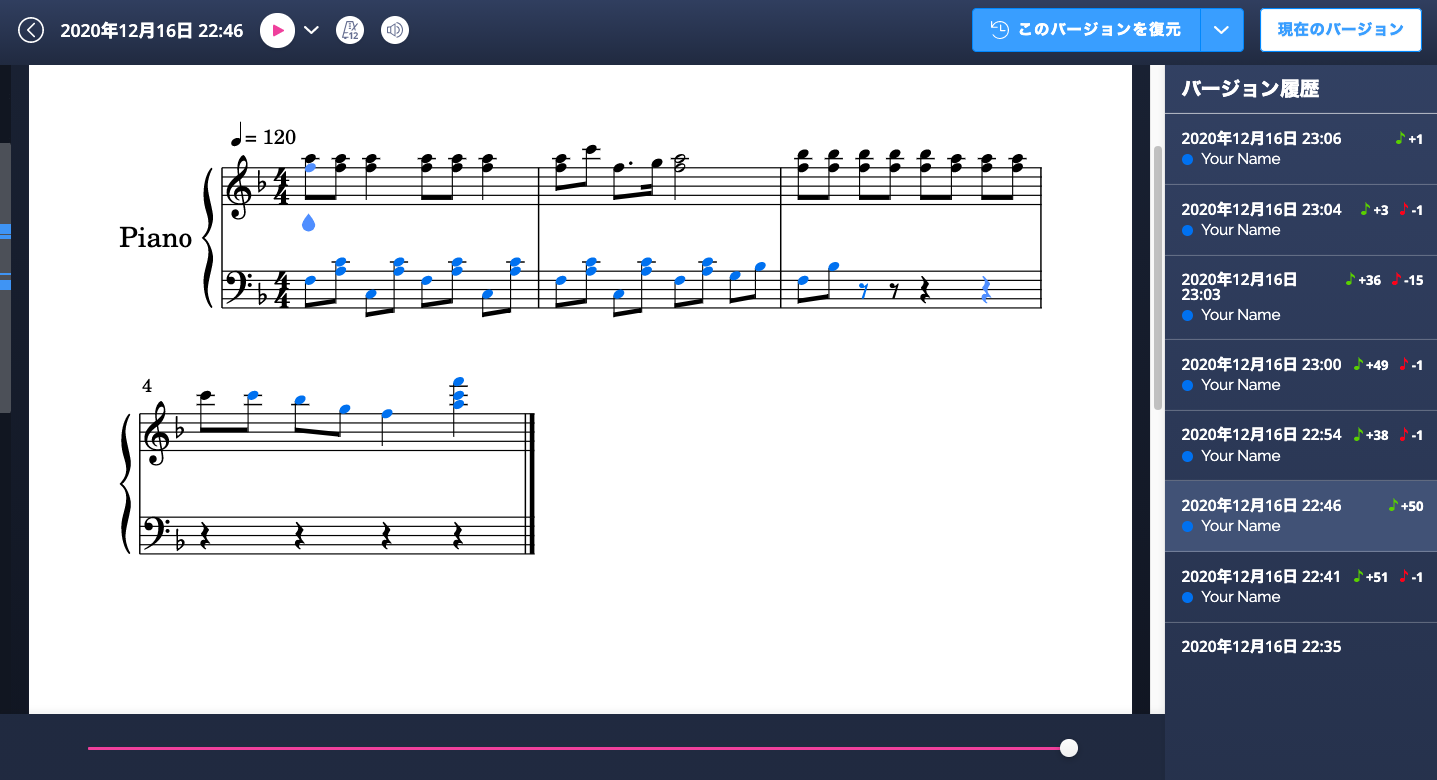 2020年12月16日 22:46
12
このバージョンを復元
現在のバージョン
= 120
Piano
4
4
4
4
4
バージョン履歴
2020年12月16日 23:06 +1
Your Name
2020年12月16日 23:04 +3 -1
Your Name
2020年12月16日 +36 -15
23:03
Your Name
2020年12月16日 23:00 +49 -1
Your Name
2020年12月16日 22:54 +38 -1
Your Name
2020年12月16日 22:46 +50
Your Name
2020年12月16日 22:41 +51 -1
Your Name
2020年12月16日 22:35